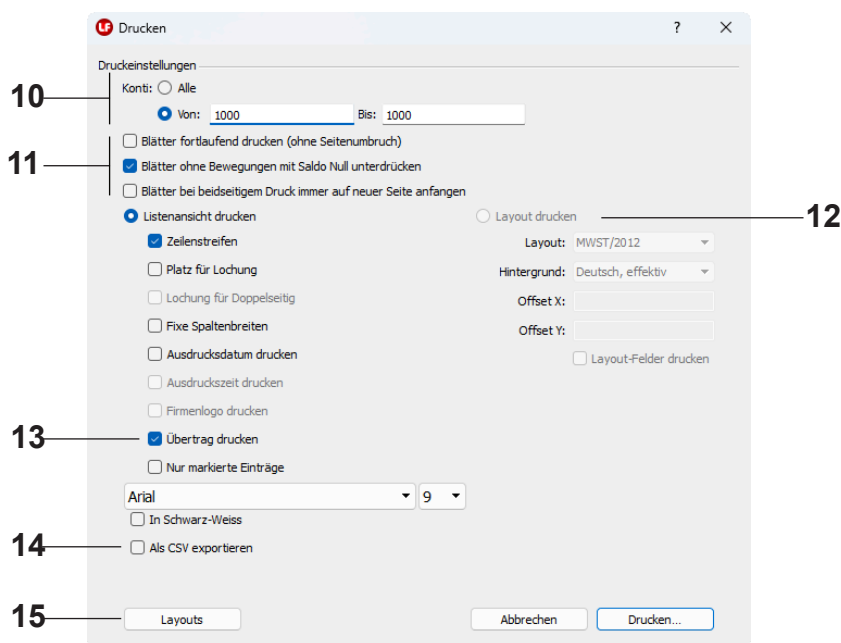 LF Drucken ? ×
Druckeinstellungen
10 Konti: Alle
Von: 1000 Bis: 1000
11 Blätter fortlaufend drucken (ohne Seitenumbruch)
Blätter ohne Bewegungen mit Saldo Null unterdrücken
Blätter bei beidseitigem Druck immer auf neuer Seite anfangen
Listenansicht drucken
Zeilenstreifen
Platz für Lochung
Lochung für Doppelseitig
Fixe Spaltenbreiten
Ausdrucksdatum drucken
Ausdruckszeit drucken
Firmenlogo drucken
13 Übertrag drucken
Nur markierte Einträge
Layout drucken 12
Layout: MWST/2012
Hintergrund: Deutsch, effektiv
Offset X:
Offset Y:
Layout-Felder drucken
Arial 9
In Schwarz-Weiss
14 Als CSV exportieren
15 Layouts Abbrechen Drucken...